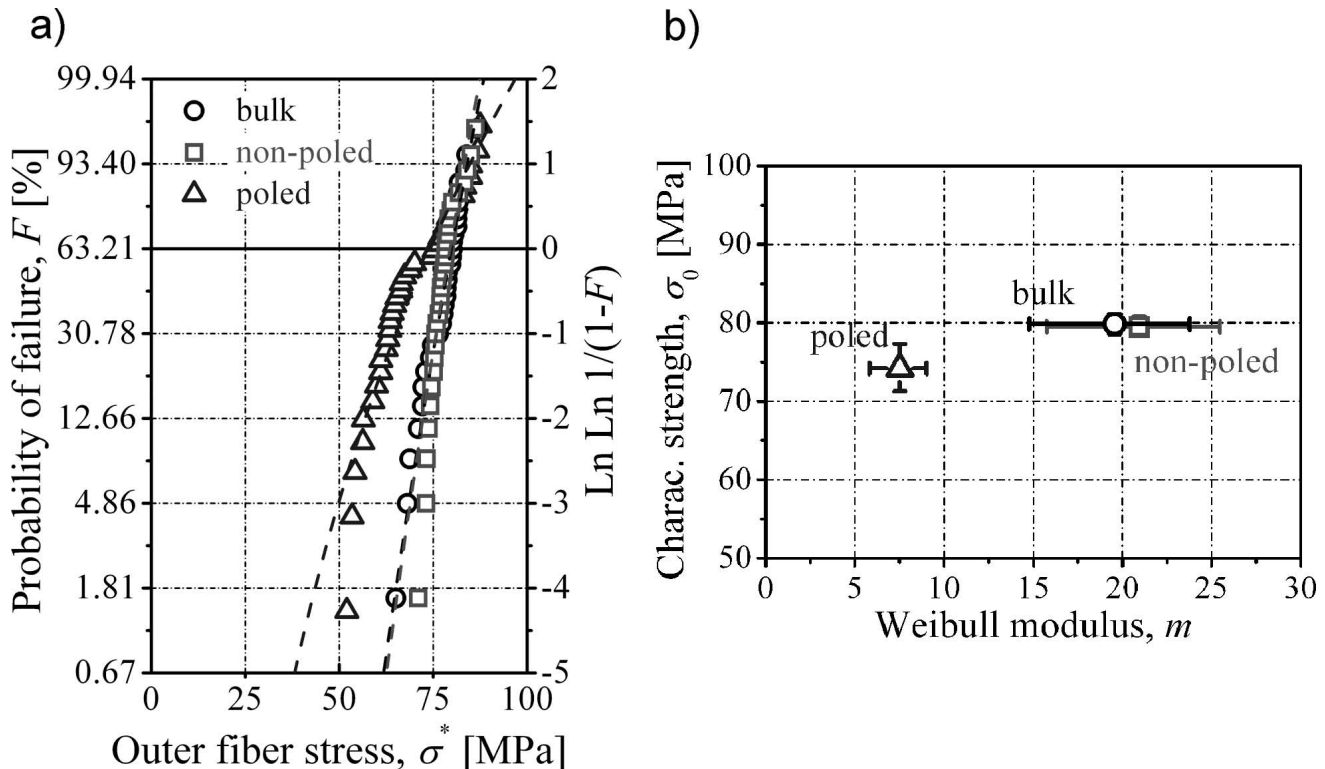 a)
Probability of failure, F [%]
99.94
93.40
63.21
30.78
12.66
4.86
1.81
0.67
bulk
non-poled
poled
2
1
0
-1
-2
-3
-4
-5
Ln Ln 1/(1-F)
0 25 50 75 100
Outer fiber stress, σ* [MPa]
b)
Charac. strength, σ0 [MPa]
100
90
80
70
60
50
bulk
poled
non-poled
0 5 10 15 20 25 30
Weibull modulus, m